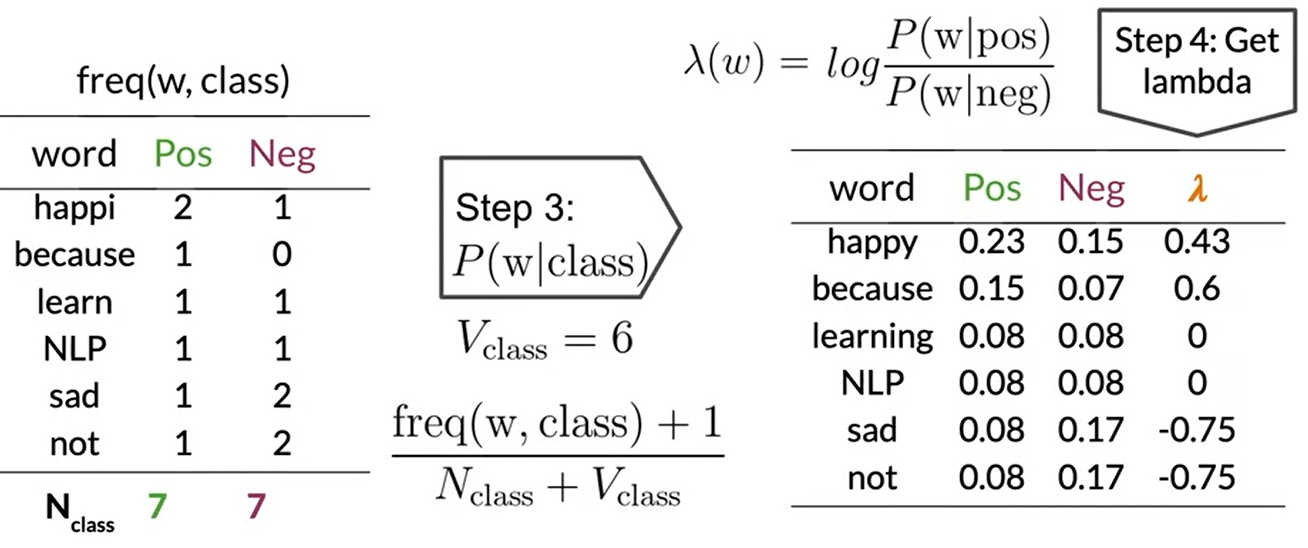 freq(w, class)
word Pos Neg
happi 2 1
because 1 0
learn 1 1
NLP 1 1
sad 1 2
not 1 2
N_class 7 7
Step 3:
P(w|class)
V_class = 6
freq(w, class) + 1
N_class + V_class
λ(w) = log P(w|pos)
P(w|neg)
Step 4: Get
lambda
word Pos Neg λ
happy 0.23 0.15 0.43
because 0.15 0.07 0.6
learning 0.08 0.08 0
NLP 0.08 0.08 0
sad 0.08 0.17 -0.75
not 0.08 0.17 -0.75